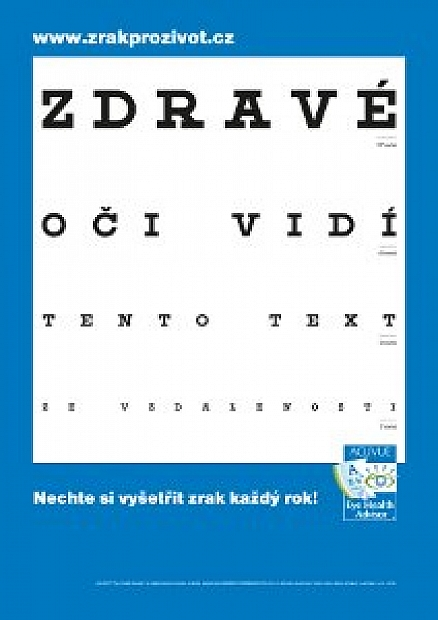 www.zrakprozivot.cz
ZDRAVÉ
OČI VIDÍ
TENTO TEXT
ZE VZDÁLENOSTI
Nechte si vyšetřit zrak každý rok!
ACUVUE
Eye Health
Advisor